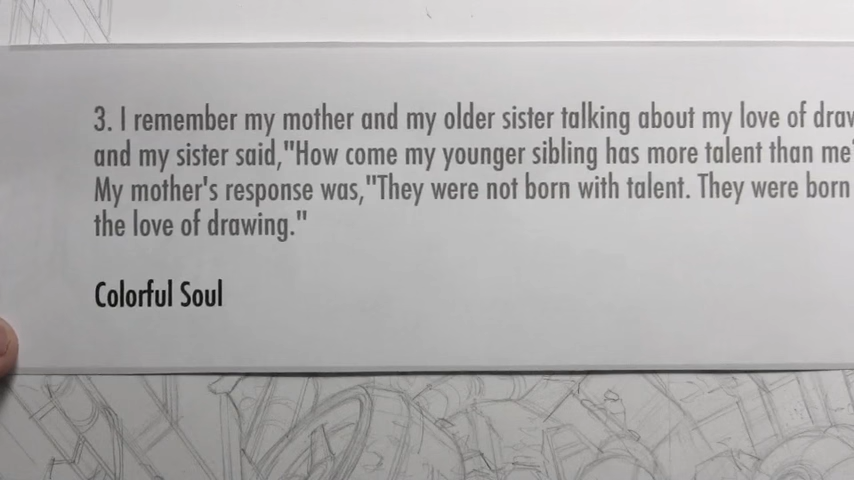 3. I remember my mother and my older sister talking about my love of
and my sister said,"How come my younger sibling has more talent than me
My mother's response was,"They were not born with talent. They were born
the love of drawing."
Colorful Soul